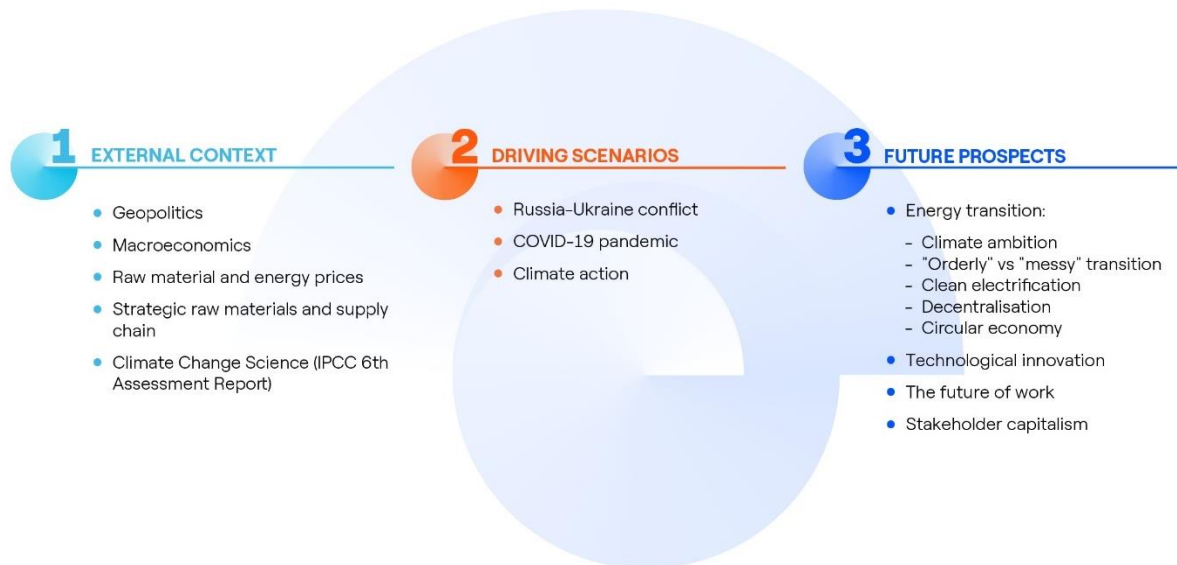 1 EXTERNAL CONTEXT
Geopolitics
Macroeconomics
Raw material and energy prices
Strategic raw materials and supply
chain
Climate Change Science (IPCC 6th
Assessment Report)
2 DRIVING SCENARIOS
Russia-Ukraine conflict
COVID-19 pandemic
Climate action
3 FUTURE PROSPECTS
Energy transition:
- Climate ambition
- "Orderly" vs "messy" transition
- Clean electrification
- Decentralisation
- Circular economy
Technological innovation
The future of work
Stakeholder capitalism